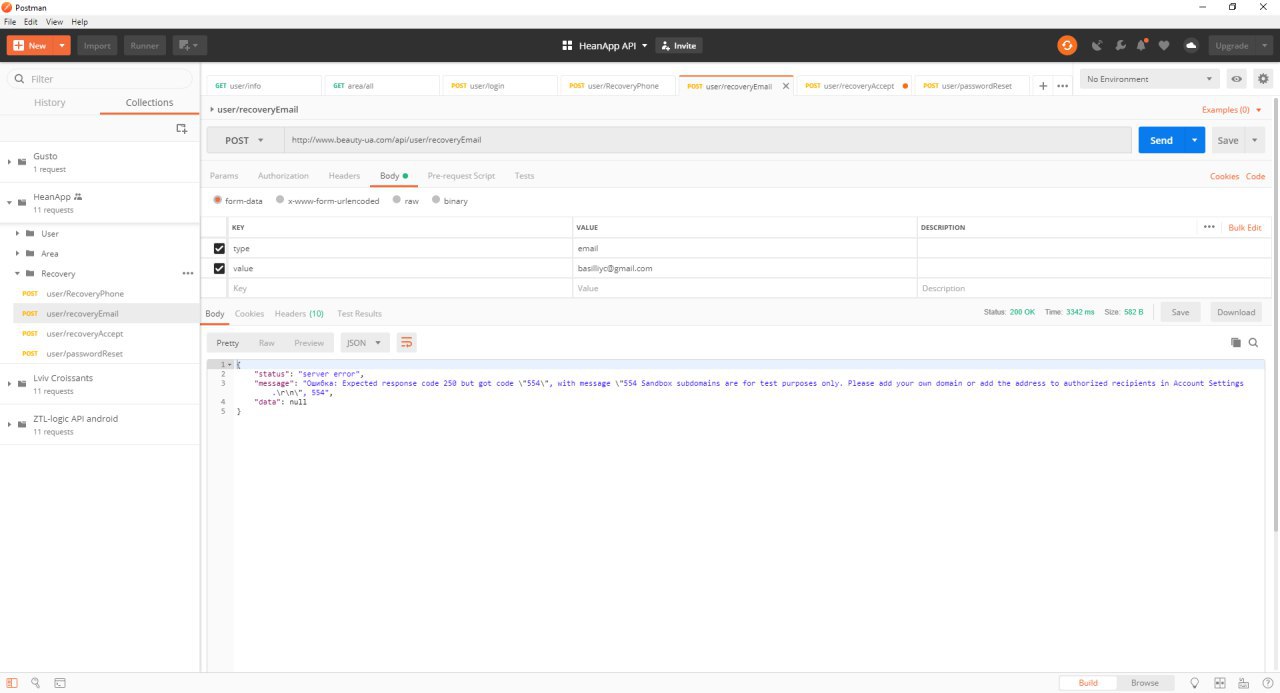 Postman
File Edit View Help
New Import Runner HeanApp API Invite Upgrade
Filter
History Collections
Gusto
1 request
HeanApp
11 requests
User
Area
Recovery
POST user/RecoveryPhone
POST user/recoveryEmail
POST user/recoveryAccept
POST user/passwordReset
Lviv Croissants
11 requests
ZTL-logic API android
11 requests
GET user/info GET area/all POST user/login POST user/RecoveryPhone POST user/recoveryEmail POST user/recoveryAccept POST user/passwordReset No Environment
user/recoveryEmail Examples (0)
POST http://www.beauty-ua.com/api/user/recoveryEmail Send Save
Params Authorization Headers Body Pre-request Script Tests Cookies Code
form-data x-www-form-urlencoded raw binary
KEY VALUE DESCRIPTION Bulk Edit
type email
value basilliyc@gmail.com
Key Value Description
Body Cookies Headers (10) Test Results Status: 200 OK Time: 3342 ms Size: 582 B Save Download
Pretty Raw Preview JSON
1 {
2 "status": "server error",
3 "message": "Ошибка: Expected response code 250 but got code \"554\", with message \"554 Sandbox subdomains are for test purposes only. Please add your own domain or add the address to authorized recipients in Account Settings
.\r\n\", 554",
4 "data": null
5 }
Build Browse